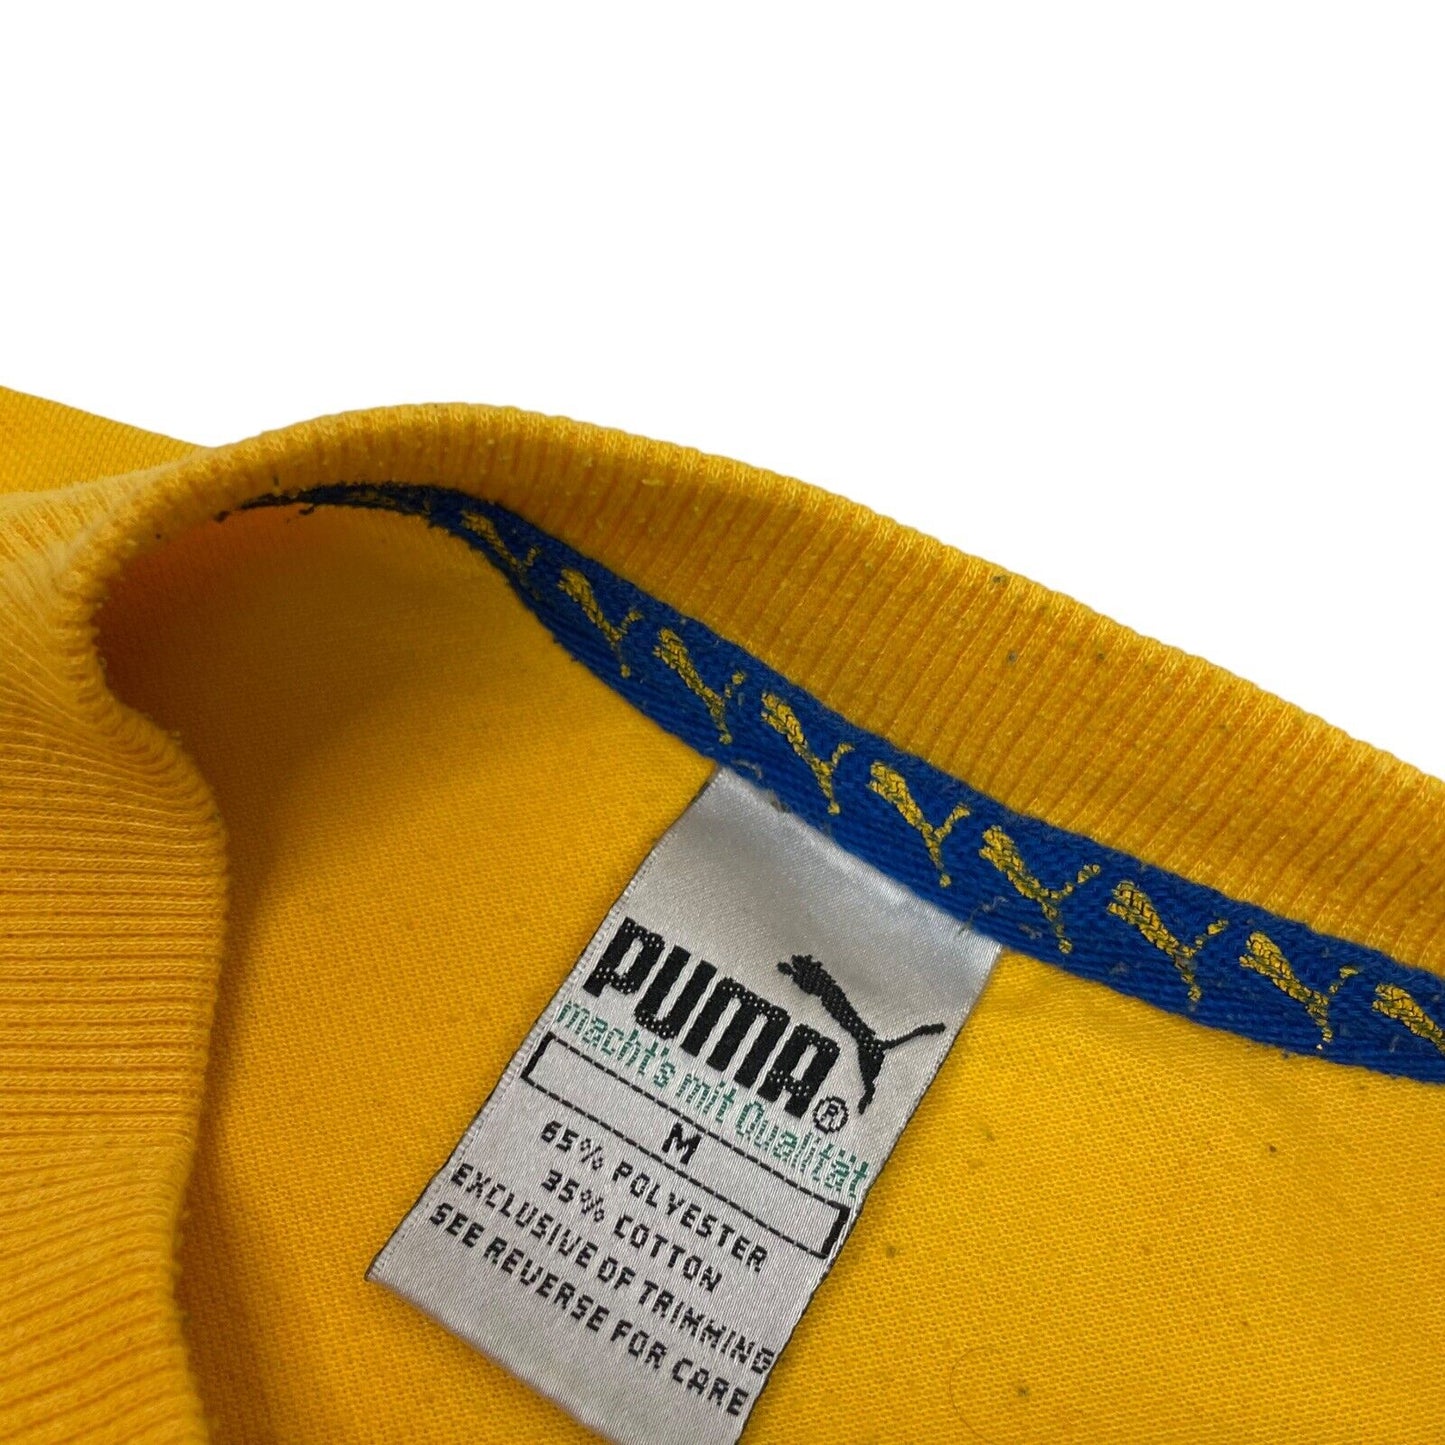 PUMA®
macht's mit Qualität
M
65% POLYESTER
35% COTTON
EXCLUSIVE OF TRIMMING
SEE REVERSE FOR CARE